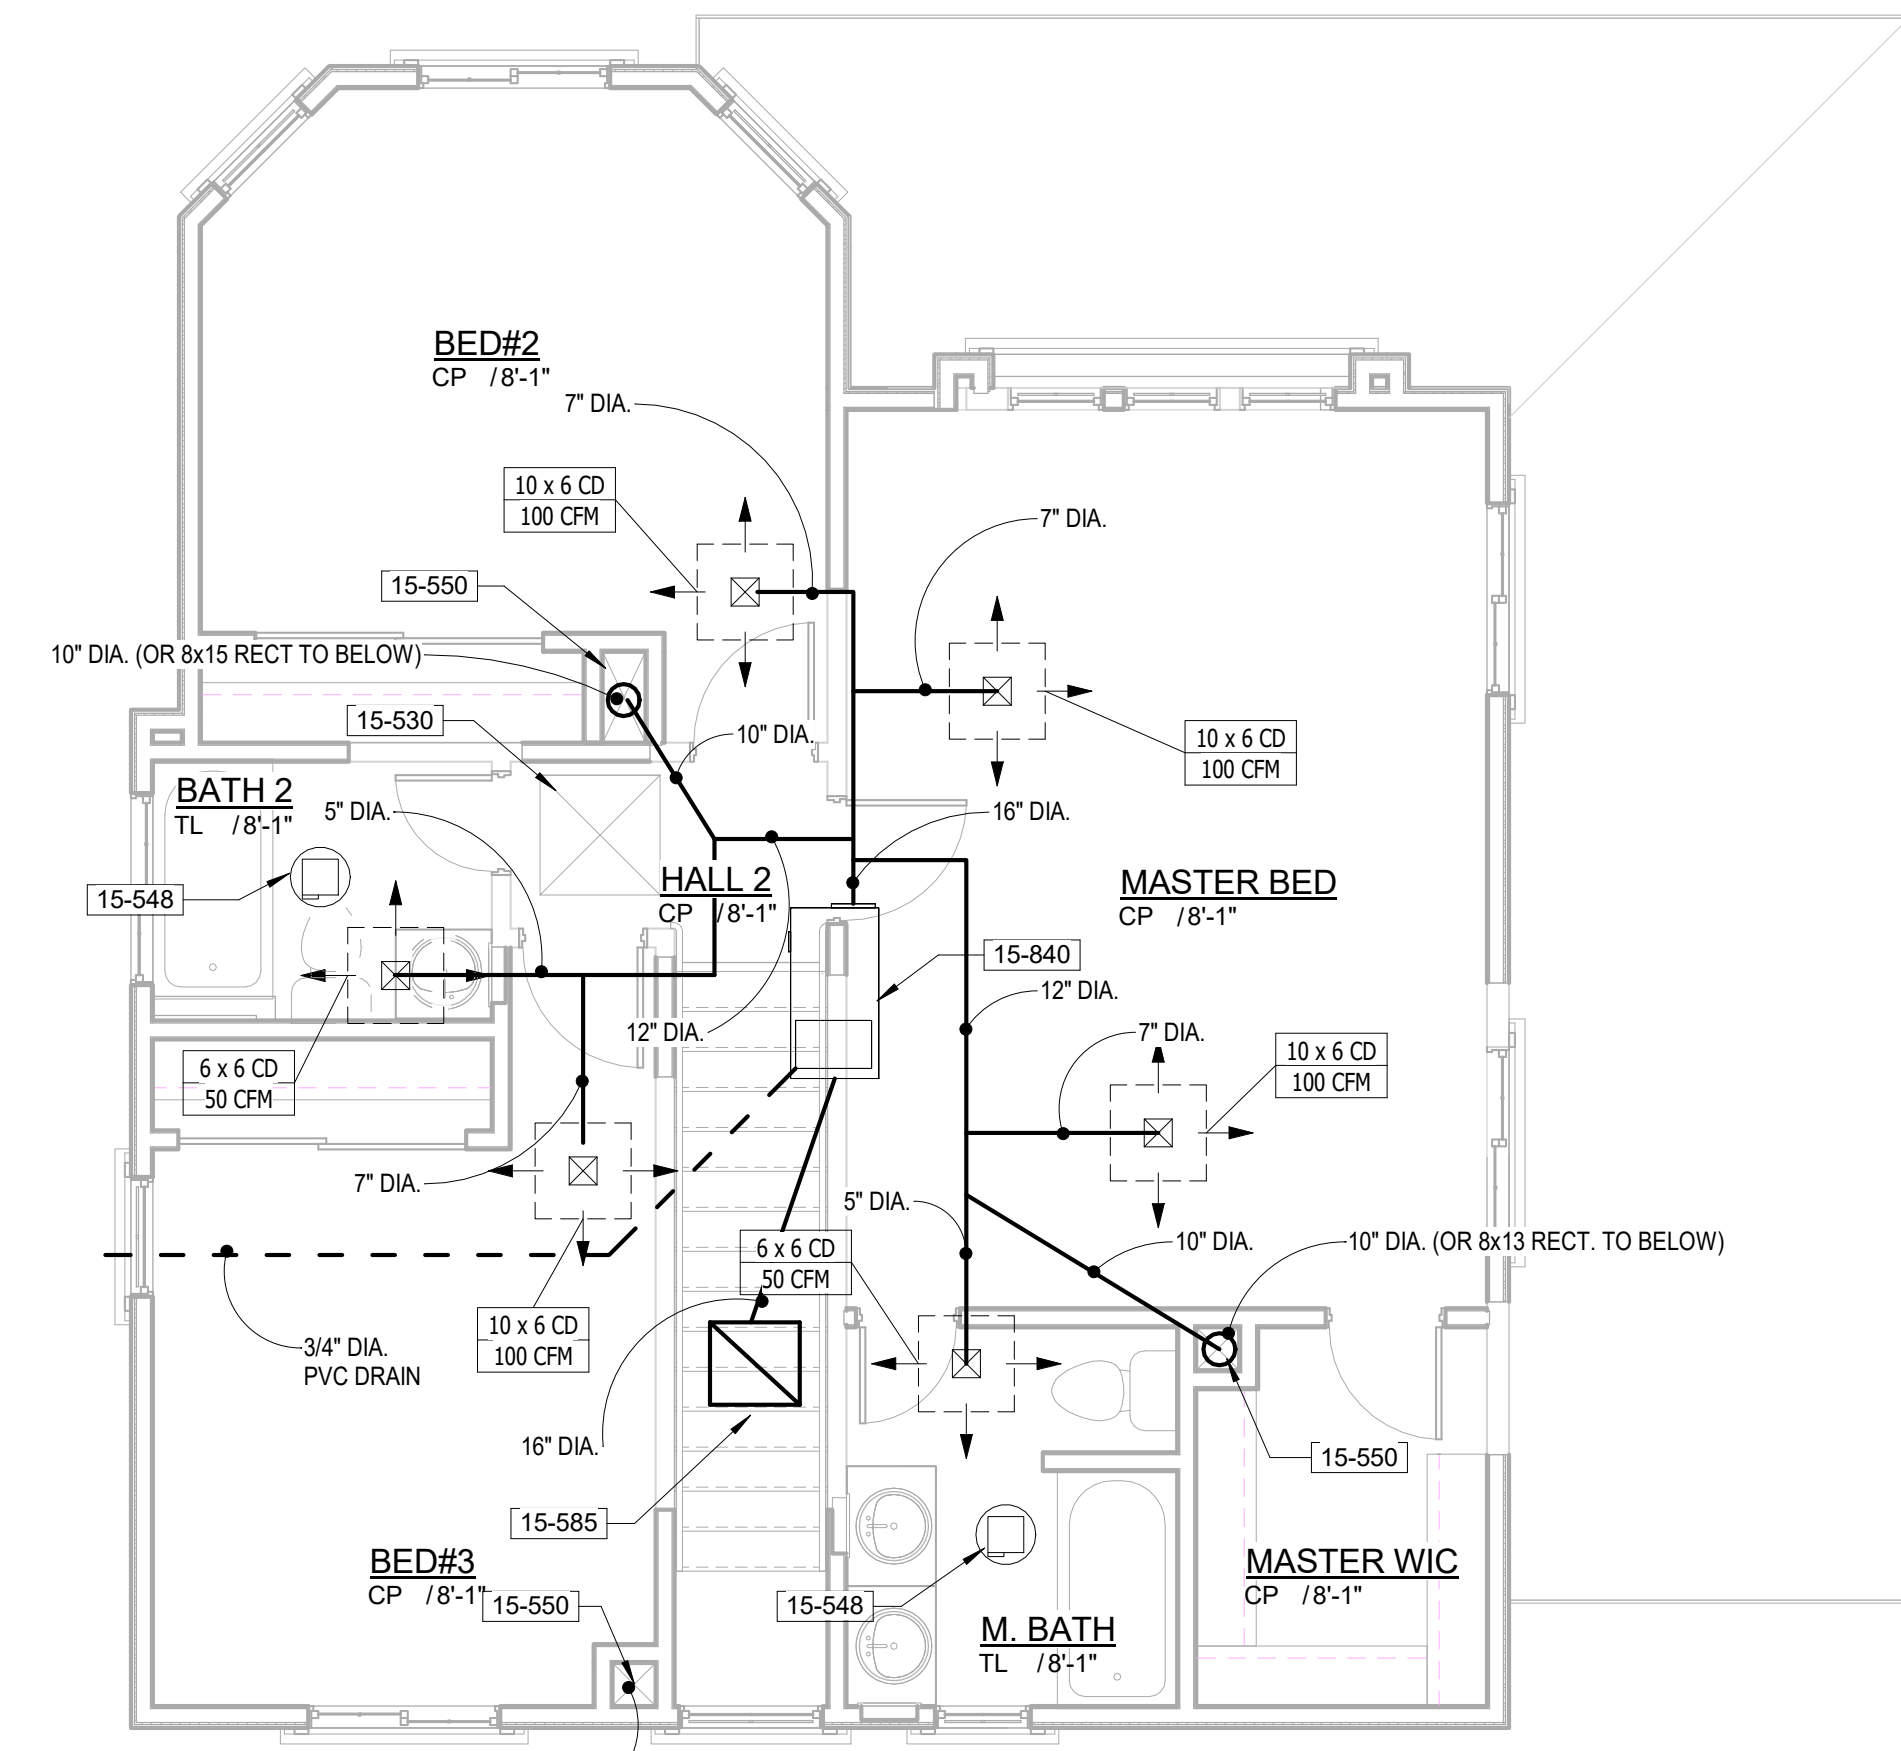 BED#2
CP / 8'-1"
7" DIA.
10 x 6 CD
100 CFM
7" DIA.
15-550
10" DIA. (OR 8x15 RECT TO BELOW)
15-530
10" DIA.
10 x 6 CD
100 CFM
BATH 2
TL / 8'-1"
5" DIA.
16" DIA.
15-548
HALL 2
CP / 8'-1"
MASTER BED
CP / 8'-1"
15-840
12" DIA.
12" DIA.
7" DIA.
10 x 6 CD
100 CFM
6 x 6 CD
50 CFM
7" DIA.
5" DIA.
6 x 6 CD
50 CFM
10" DIA.
10" DIA. (OR 8x13 RECT. TO BELOW)
10 x 6 CD
100 CFM
3/4" DIA.
PVC DRAIN
16" DIA.
15-550
15-585
BED#3
CP / 8'-1"
15-550
15-548
M. BATH
TL / 8'-1"
MASTER WIC
CP / 8'-1"